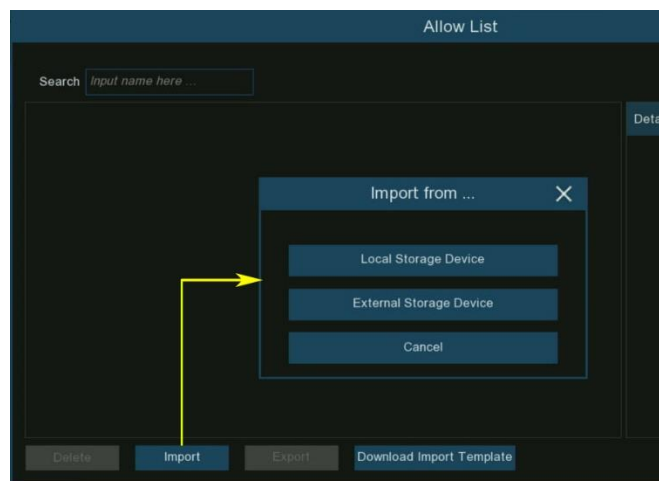 Allow List
Search Input name here ...
Deta
Import from ...
Local Storage Device
External Storage Device
Cancel
Delete Import Export Download Import Template